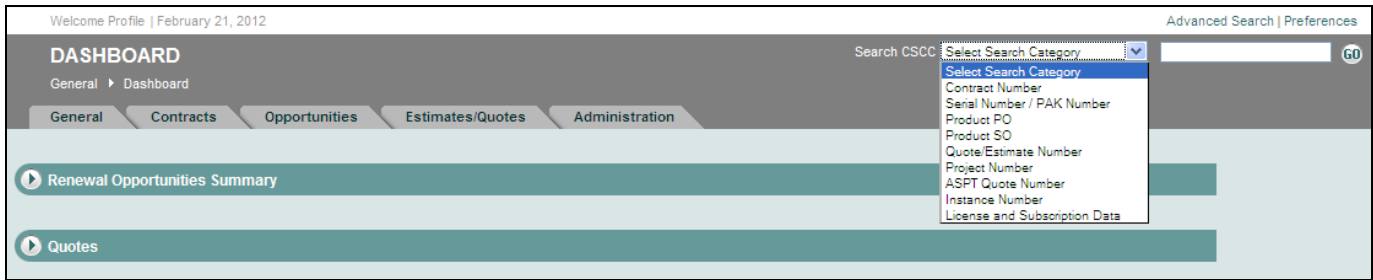 Welcome Profile | February 21, 2012 Advanced Search | Preferences
DASHBOARD Search CSCC Select Search Category GO
General Dashboard
Select Search Category
Contract Number
Serial Number / PAK Number
Product PO
Product SO
Quote/Estimate Number
Project Number
ASPT Quote Number
Instance Number
License and Subscription Data
General Contracts Opportunities Estimates/Quotes Administration
Renewal Opportunities Summary
Quotes